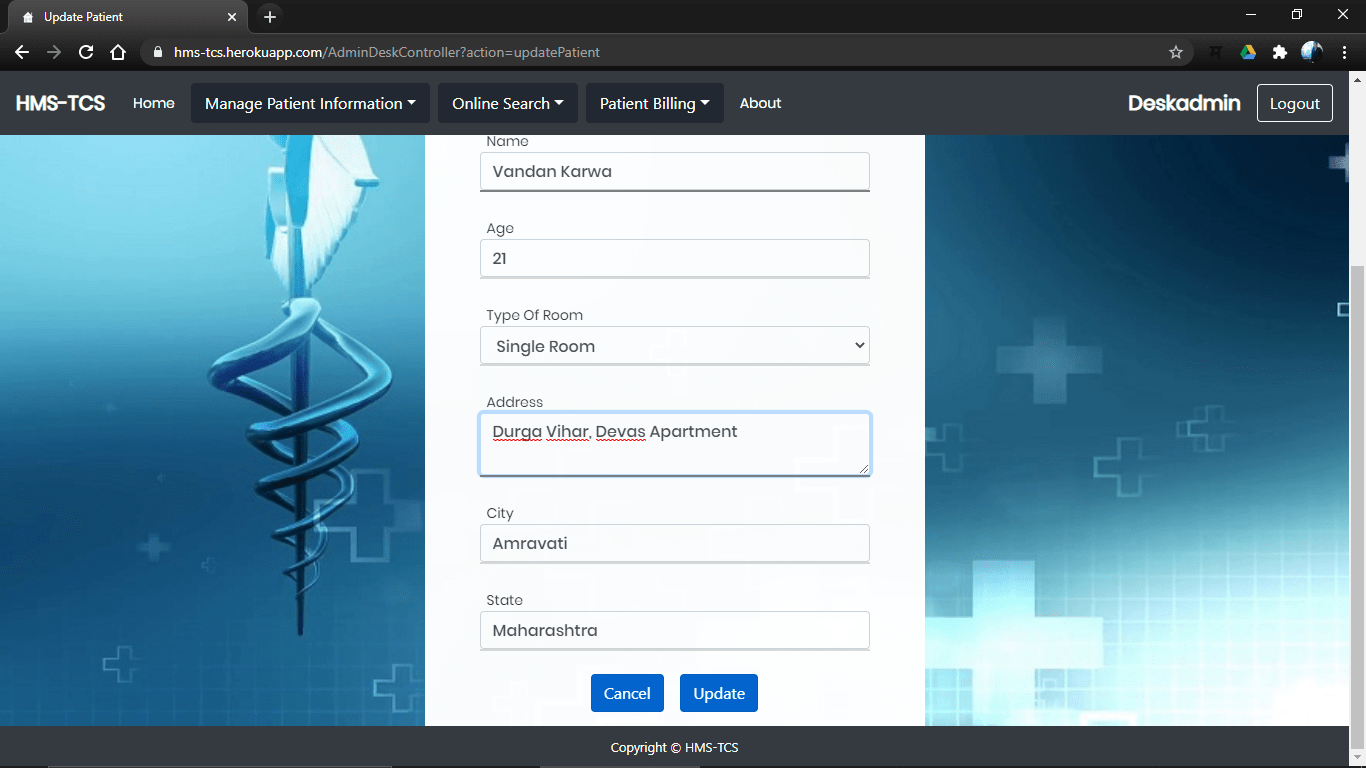 Update Patient
hms-tcs.herokuapp.com/AdminDeskController?action=updatePatient
HMS-TCS Home Manage Patient Information Online Search Patient Billing About Deskadmin Logout
Name
Vandan Karwa
Age
21
Type Of Room
Single Room
Address
Durga Vihar, Devas Apartment
City
Amravati
State
Maharashtra
Cancel Update
Copyright © HMS-TCS